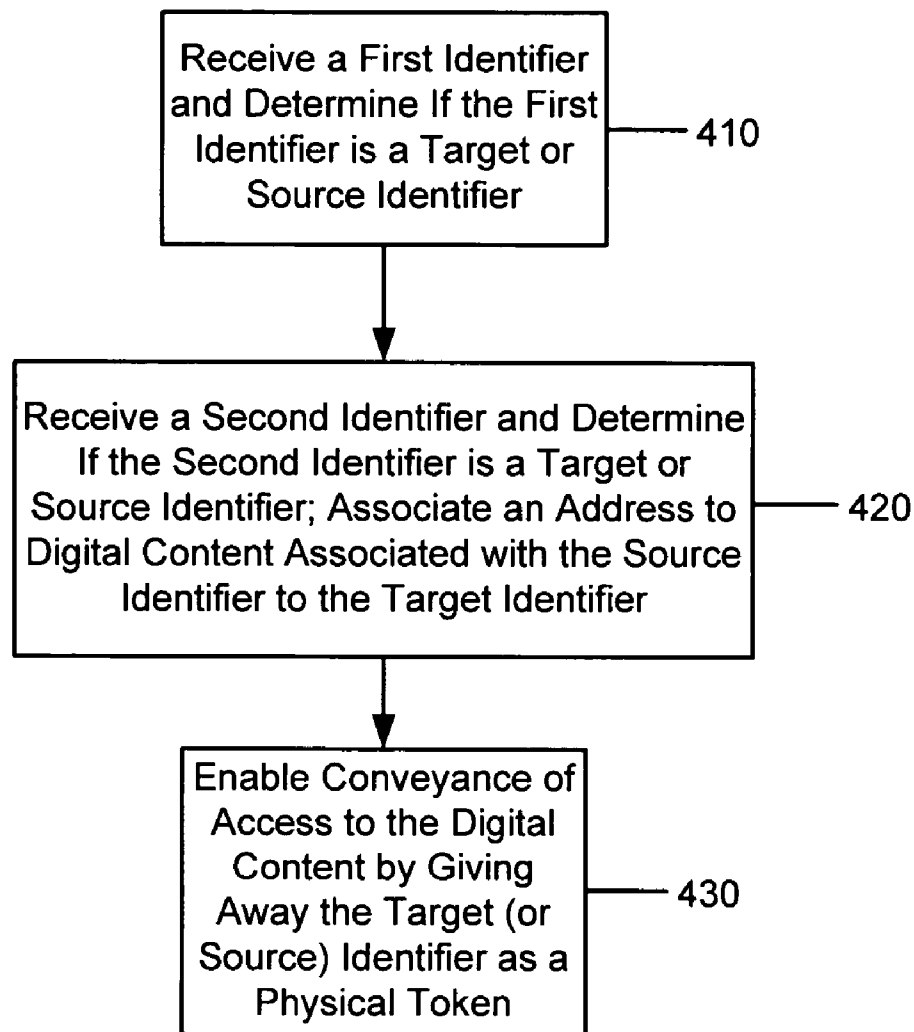 Receive a First Identifier
and Determine If the First
Identifier is a Target or
Source Identifier
410
Receive a Second Identifier and Determine
If the Second Identifier is a Target or
Source Identifier; Associate an Address to
Digital Content Associated with the Source
Identifier to the Target Identifier
420
Enable Conveyance of
Access to the Digital
Content by Giving
Away the Target (or
Source) Identifier as a
Physical Token
430